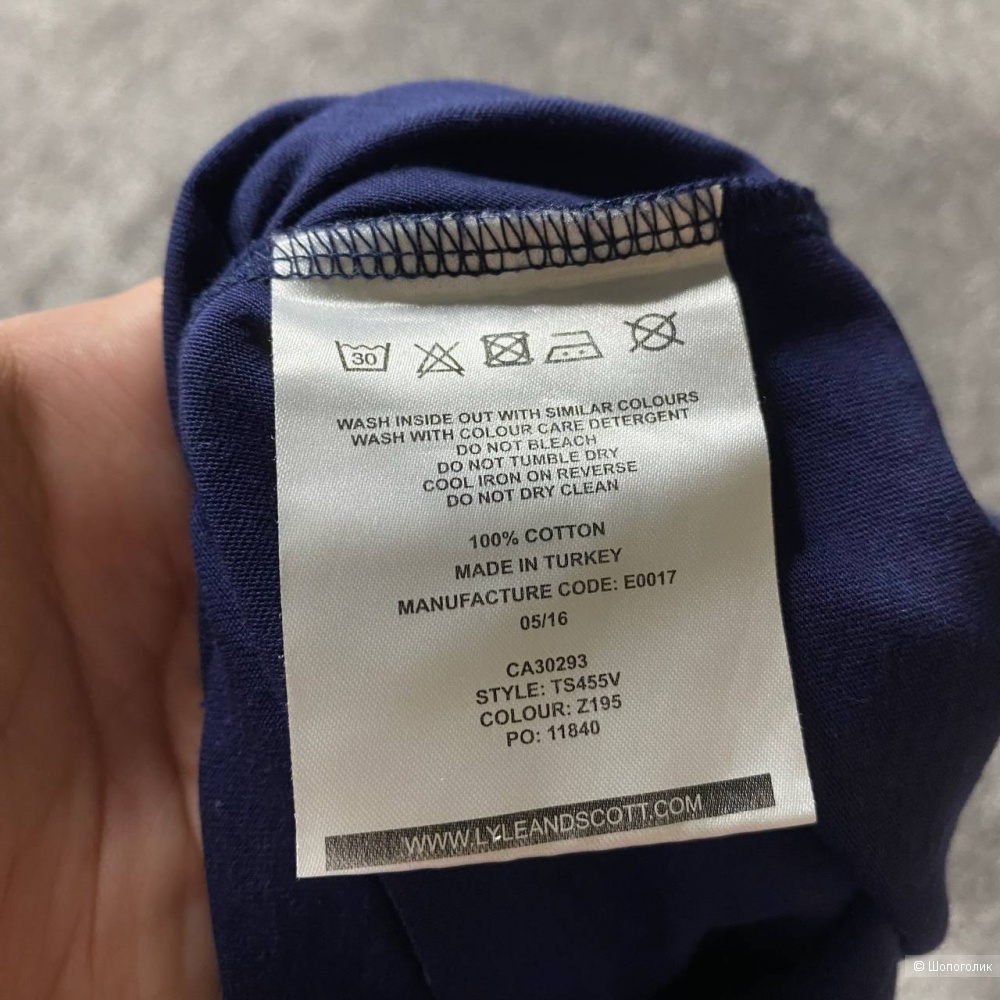 30
WASH INSIDE OUT WITH SIMILAR COLOURS
WASH WITH COLOUR CARE DETERGENT
DO NOT BLEACH
DO NOT TUMBLE DRY
COOL IRON ON REVERSE
DO NOT DRY CLEAN
100% COTTON
MADE IN TURKEY
MANUFACTURE CODE: E0017
05/16
CA30293
STYLE: TS455V
COLOUR: Z195
PO: 11840
WWW.LYLEANDSCOTT.COM
© Шопоголик